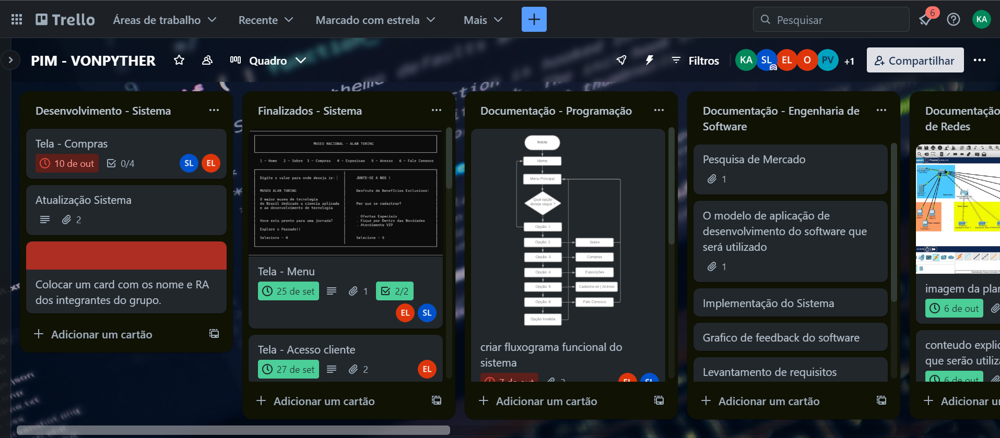 Trello
Áreas de trabalho
Recente
Marcado com estrela
Mais
Pesquisar
6
KA
PIM - VONPYTHER
Quadro
Filtros
KA
SL
EL
O
PV
+1
Compartilhar
Desenvolvimento - Sistema
Tela - Compras
10 de out
0/4
SL
EL
Atualização Sistema
2
Colocar um card com os nome e RA
dos integrantes do grupo.
Adicionar um cartão
Finalizados - Sistema
MUSEU NACIONAL - ALAN TURING
1 - Home 2 - Sobre 3 - Compras 4 - Exposicao 5 - Acesso 6 - Fale Conosco
Digite o valor para onde deseja ir:
MUSEU ALAN TURING
O maior museu de tecnologia
do Brasil dedicado a ciencia aplicada
e ao desenvolvimento de tecnologia
Voce esta pronto para uma jornada?
Explore o Passado!!
Selecione - 4
JUNTE-SE A NOS !
Desfrute de Beneficios Exclusivos!
Por que se cadastrar?
. Ofertas Especiais
. Fique por Dentro das Novidades
. Atendimento VIP
Selecione - 5
Tela - Menu
25 de set
1
2/2
EL
SL
Tela - Acesso cliente
27 de set
2
EL
Adicionar um cartão
Documentação - Programação
Inicio
Home
Menu Principal
Qual opção
deseja seguir ?
Opção: 1
Opção: 2
Sobre
Opção: 3
Compras
Opção: 4
Expocições
Opção: 5
Cadastra-se | Acesso
Opção: 6
Fale Conosco
Opção Invalida
criar fluxograma funcional do
sistema
7 de out
2
EL
SL
Adicionar um cartão
Documentação - Engenharia de
Software
Pesquisa de Mercado
1
O modelo de aplicação de
desenvolvimento do software que
será utilizado
1
Implementação do Sistema
Grafico de feedback do software
Levantamento de requisitos
Adicionar um cartão
Documentação
de Redes
Physical
imagem da plan
6 de out
conteudo explic
que serão utiliza
6 de out
Adicionar u